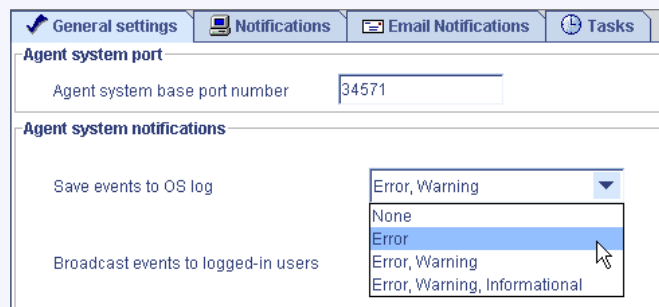 General settings Notifications Email Notifications Tasks
Agent system port
Agent system base port number 34571
Agent system notifications
Save events to OS log Error, Warning
None
Error
Broadcast events to logged-in users Error, Warning
Error, Warning, Informational